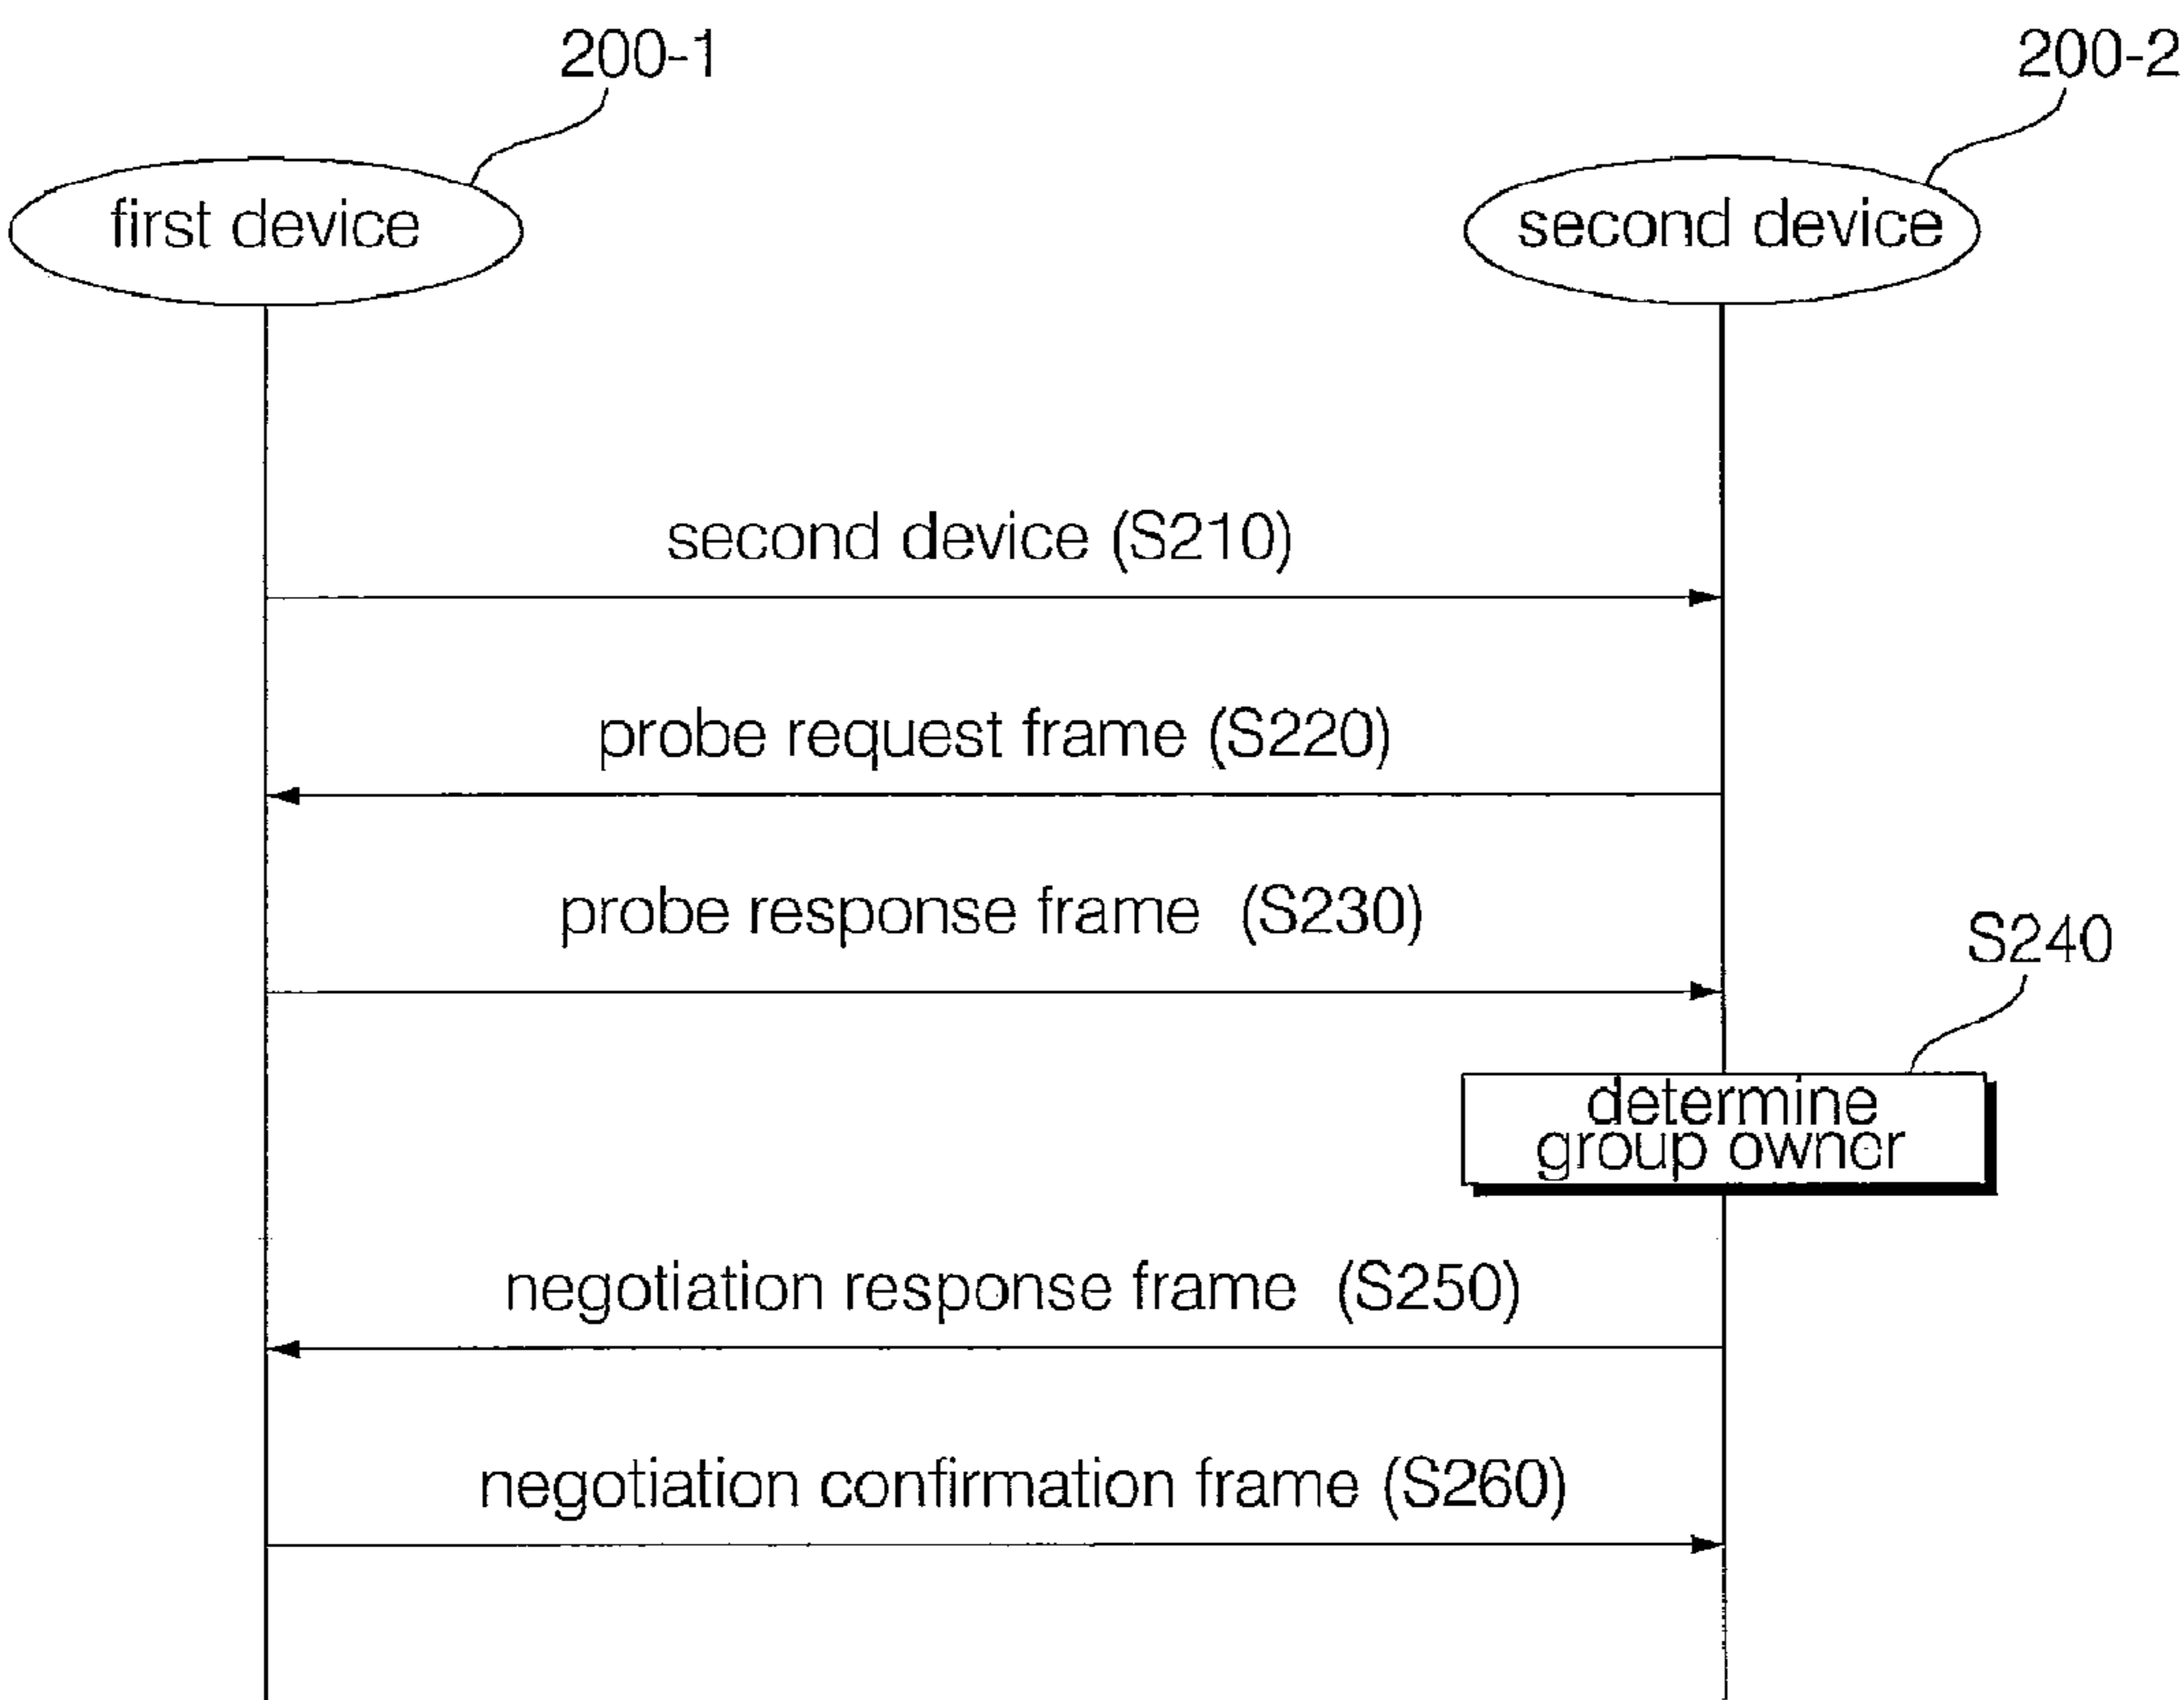 200-1
200-2
first device
second device
second device (S210)
probe request frame (S220)
probe response frame (S230)
S240
determine
group owner
negotiation response frame (S250)
negotiation confirmation frame (S260)